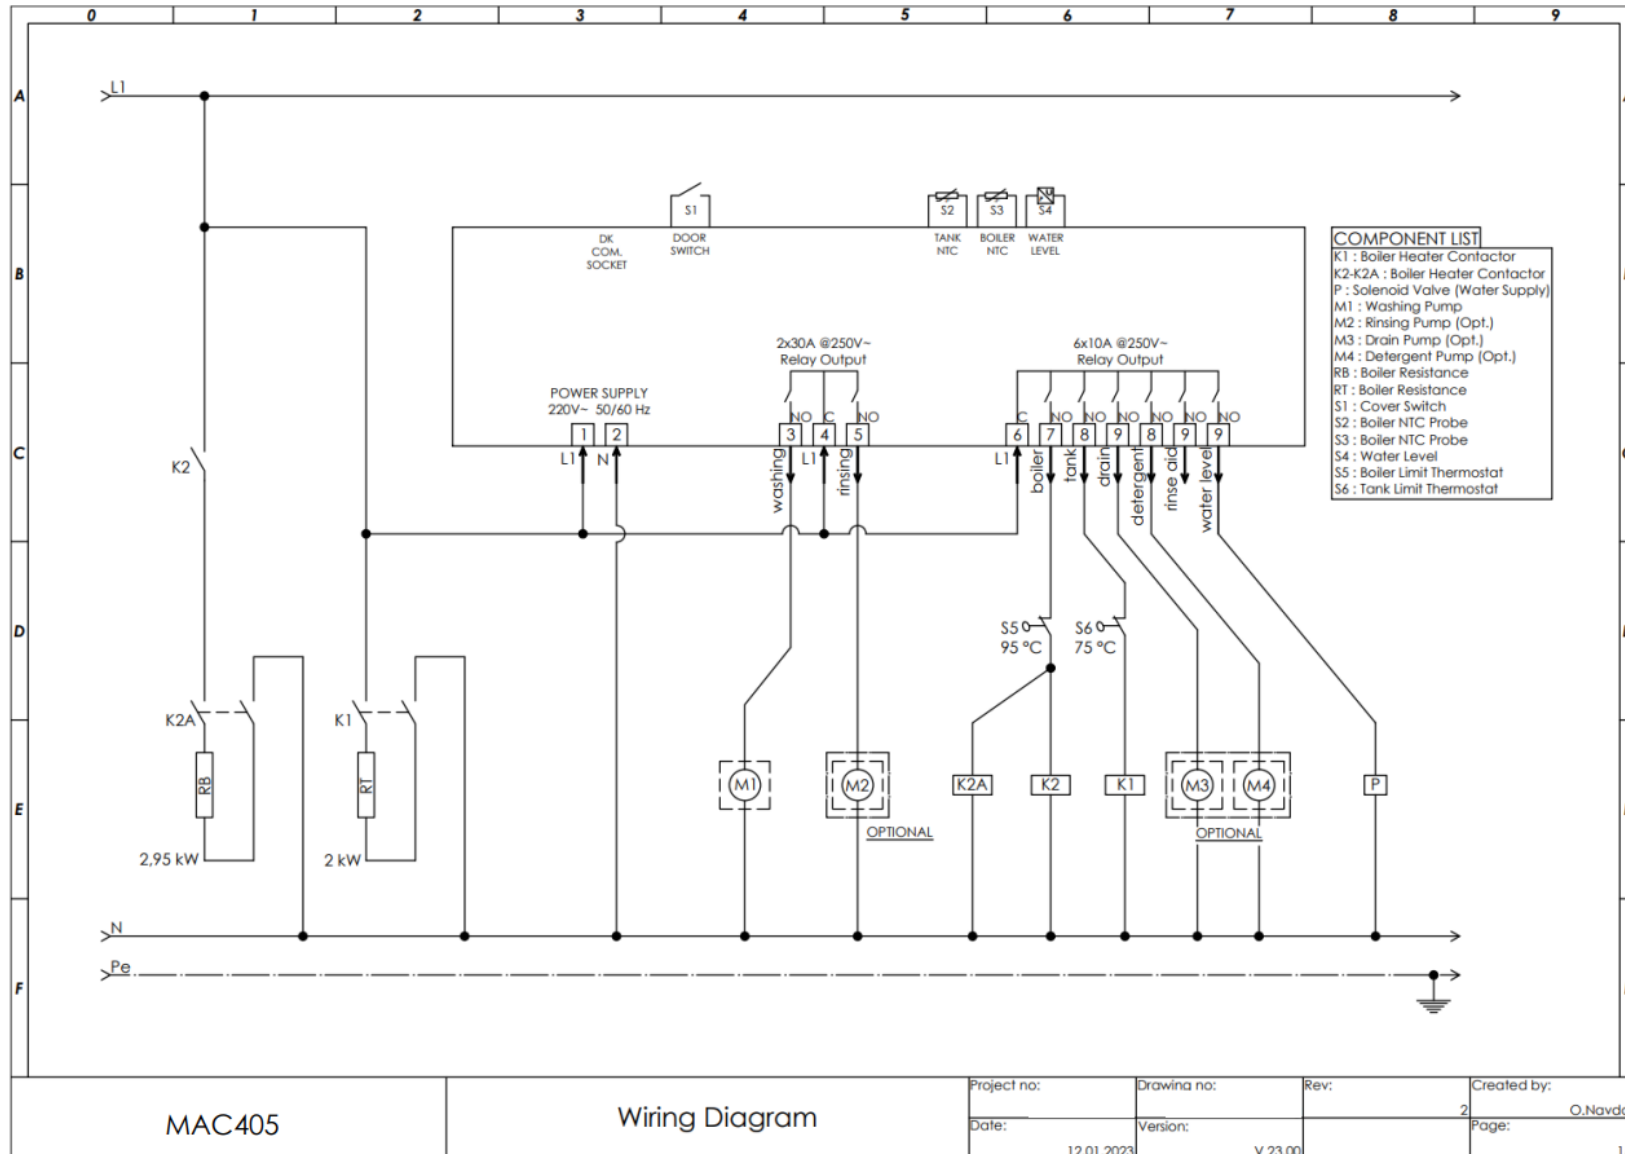 0 1 2 3 4 5 6 7 8 9
A
B
C
D
E
F
L1
S1
S2
S3
S4
DK
COM.
SOCKET
DOOR
SWITCH
TANK
NTC
BOILER
NTC
WATER
LEVEL
COMPONENT LIST
K1 : Boiler Heater Contactor
K2-K2A : Boiler Heater Contactor
P : Solenoid Valve (Water Supply)
M1 : Washing Pump
M2 : Rinsing Pump (Opt.)
M3 : Drain Pump (Opt.)
M4 : Detergent Pump (Opt.)
RB : Boiler Resistance
RT : Boiler Resistance
S1 : Cover Switch
S2 : Boiler NTC Probe
S3 : Boiler NTC Probe
S4 : Water Level
S5 : Boiler Limit Thermostat
S6 : Tank Limit Thermostat
2x30A @250V~
Relay Output
6x10A @250V~
Relay Output
POWER SUPPLY
220V~ 50/60 Hz
NO C NO
C NO NO NO NO NO NO
1 2 3 4 5 6 7 8 9 8 9 9
L1 N washing L1 rinsing L1 boiler tank drain detergent rinse aid water level
K2
S5
95 °C
S6
75 °C
K2A
K1
RB
RT
M1
M2
K2A
K2
K1
M3
M4
P
OPTIONAL
OPTIONAL
2,95 kW
2 kW
N
Pe
MAC405
Wiring Diagram
Project no:
Drawing no:
Rev:
2
Created by:
Date:
12.01.2023
Version:
V 23.00
Page:
1